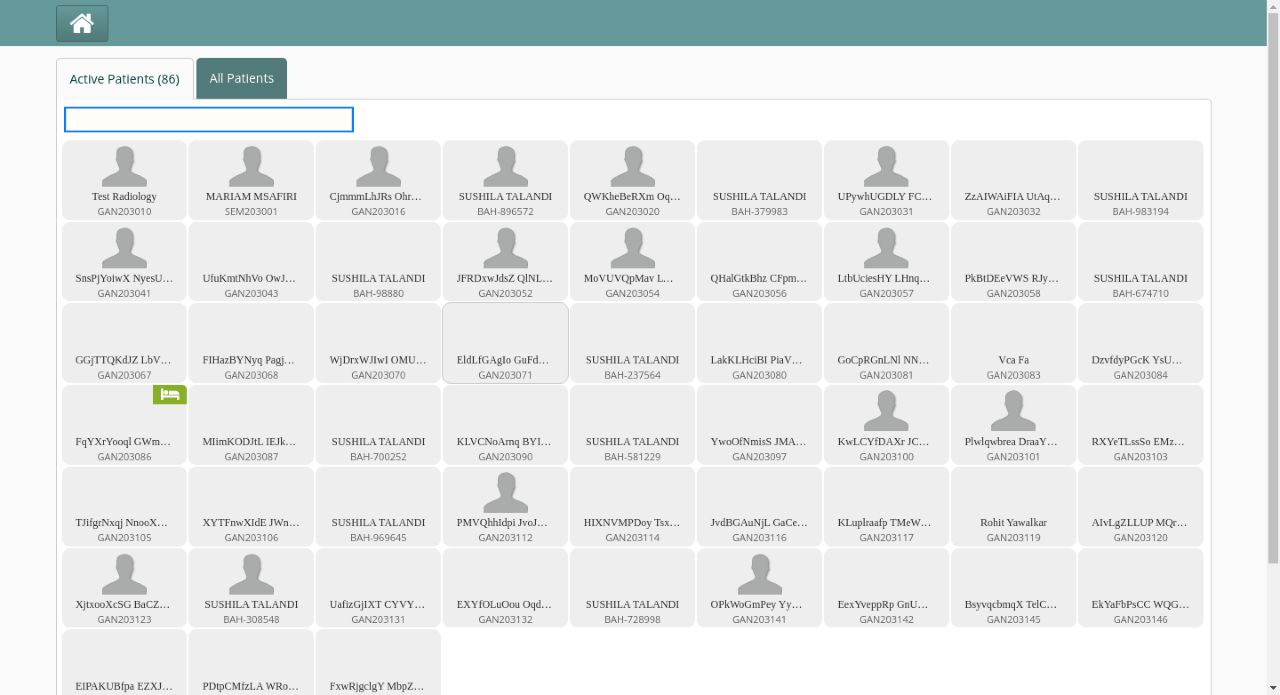 Active Patients (86)
All Patients
Test Radiology
GAN203010
MARIAM MSAFIRI
SEM203001
CjmmmLhJRs Ohr…
GAN203016
SUSHILA TALANDI
BAH-896572
QWKheBeRXm Oq…
GAN203020
SUSHILA TALANDI
BAH-379983
UPywhUGDLY FC…
GAN203031
ZzAIWAiFIA UtAq…
GAN203032
SUSHILA TALANDI
BAH-983194
SnsPjYoiwX NyesU…
GAN203041
UfuKmtNhVo OwJ…
GAN203043
SUSHILA TALANDI
BAH-98880
JFRDxwJdsZ QlNL…
GAN203052
MoVUVQpMav L…
GAN203054
QHalGtkBhz CFpm…
GAN203056
LtbUciesHY LHnq…
GAN203057
PkBtDEeVWS RJy…
GAN203058
SUSHILA TALANDI
BAH-674710
GGjTTQKdJZ LbV…
GAN203067
FIHazBYNyq Pagj…
GAN203068
WjDrxWJIwI OMU…
GAN203070
EldLfGAgIo GuFd…
GAN203071
SUSHILA TALANDI
BAH-237564
LakKLHciBI PiaV…
GAN203080
GoCpRGnLNl NN…
GAN203081
Vca Fa
GAN203083
DzvfdyPGcK YsU…
GAN203084
FqYXrYooql GWm…
GAN203086
MIimKODJtL IEJk…
GAN203087
SUSHILA TALANDI
BAH-700252
KLVCNoArnq BYI…
GAN203090
SUSHILA TALANDI
BAH-581229
YwoOfNmisS JMA…
GAN203097
KwLCYfDAXr JC…
GAN203100
Plwlqwbrea DraaY…
GAN203101
RXYeTLssSo EMz…
GAN203103
TJifgrNxqj NnooX…
GAN203105
XYTFnwXIdE JWn…
GAN203106
SUSHILA TALANDI
BAH-969645
PMVQhhIdpi JvoJ…
GAN203112
HIXNVMPDoy Tsx…
GAN203114
JvdBGAuNjL GaCe…
GAN203116
KLuplraafp TMeW…
GAN203117
Rohit Yawalkar
GAN203119
AIvLgZLLUP MQr…
GAN203120
XjtxooXcSG BaCZ…
GAN203123
SUSHILA TALANDI
BAH-308548
UafizGjIXT CYVY…
GAN203131
EXYfOLuOou Oqd…
GAN203132
SUSHILA TALANDI
BAH-728998
OPkWoGmPey Yy…
GAN203141
EexYveppRp GnU…
GAN203142
BsyvqcbmqX TelC…
GAN203145
EkYaFbPsCC WQG…
GAN203146
EIPAKUBfpa EZXJ…
PDtpCMfzLA WRo…
FxwRjgclgY MbpZ…